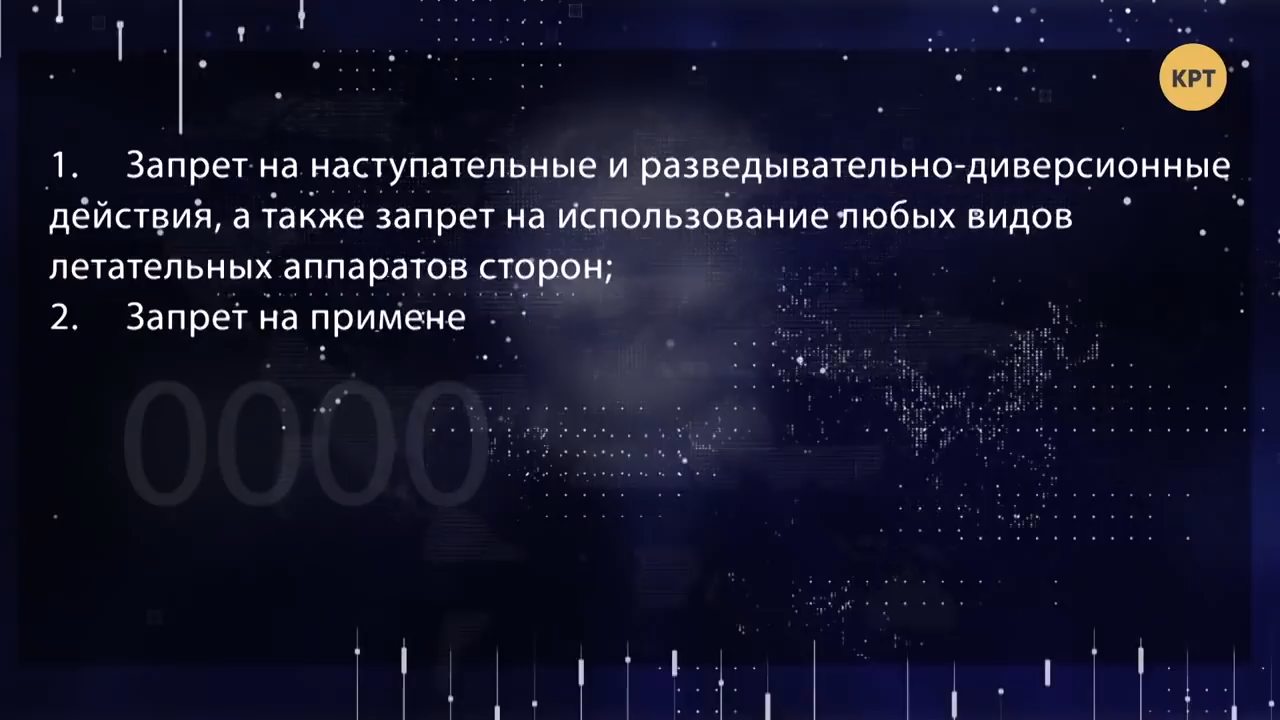 КРТ
1. Запрет на наступательные и разведывательно-диверсионные
действия, а также запрет на использование любых видов
летательных аппаратов сторон;
2. Запрет на примене
0000